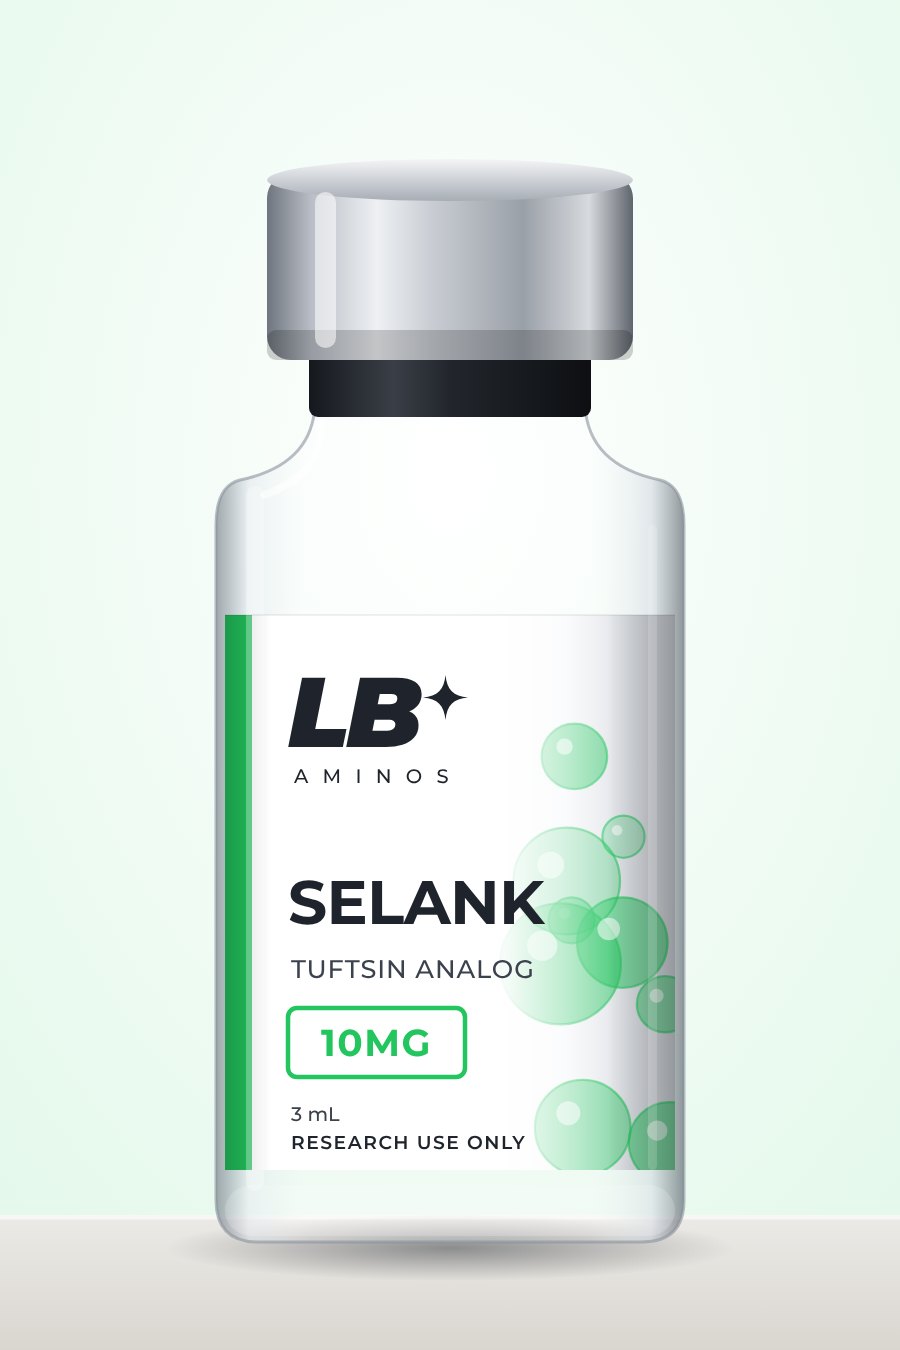 LB
AMINOS
SELANK
TUFTSIN ANALOG
10MG
3 mL
RESEARCH USE ONLY